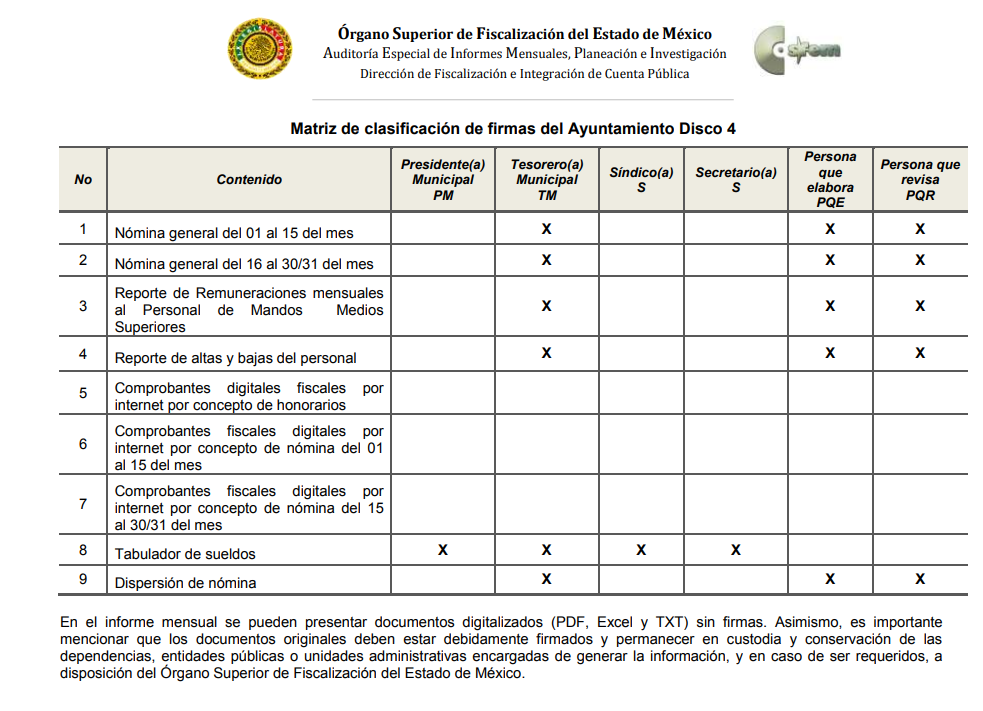 Órgano Superior de Fiscalización del Estado de México
Auditoría Especial de Informes Mensuales, Planeación e Investigación
Dirección de Fiscalización e Integración de Cuenta Pública
osfem
Matriz de clasificación de firmas del Ayuntamiento Disco 4
No
Contenido
Presidente(a)
Municipal
PM
Tesorero(a)
Municipal
TM
Síndico(a)
S
Secretario(a)
S
Persona
que
elabora
PQE
Persona que
revisa
PQR
1 Nómina general del 01 al 15 del mes X X X
2 Nómina general del 16 al 30/31 del mes X X X
3 Reporte de Remuneraciones mensuales
al Personal de Mandos Medios
Superiores
X X X
4 Reporte de altas y bajas del personal X X X
5 Comprobantes digitales fiscales por
internet por concepto de honorarios
6 Comprobantes fiscales digitales por
internet por concepto de nómina del 01
al 15 del mes
7 Comprobantes fiscales digitales por
internet por concepto de nómina del 15
al 30/31 del mes
8 Tabulador de sueldos X X X X
9 Dispersión de nómina X X X
En el informe mensual se pueden presentar documentos digitalizados (PDF, Excel y TXT) sin firmas. Asimismo, es importante
mencionar que los documentos originales deben estar debidamente firmados y permanecer en custodia y conservación de las
dependencias, entidades públicas o unidades administrativas encargadas de generar la información, y en caso de ser requeridos, a
disposición del Órgano Superior de Fiscalización del Estado de México.